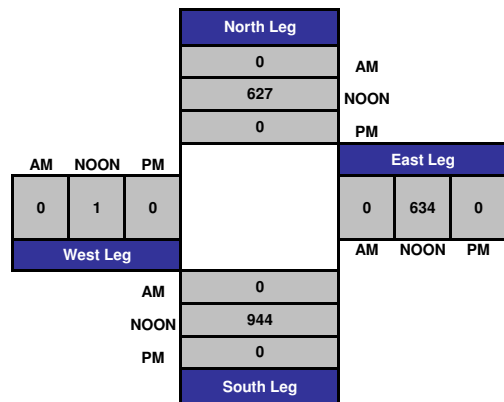 North Leg
0 AM
627 NOON
0 PM
AM NOON PM
East Leg
0 1 0
0 634 0
West Leg
AM NOON PM
AM 0
NOON 944
PM 0
South Leg